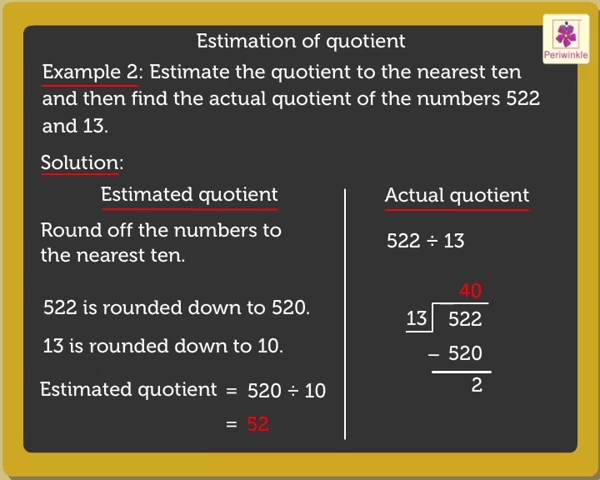 Estimation of quotient
Periwinkle
Example 2: Estimate the quotient to the nearest ten
and then find the actual quotient of the numbers 522
and 13.
Solution:
Estimated quotient
Round off the numbers to
the nearest ten.
522 is rounded down to 520.
13 is rounded down to 10.
Estimated quotient = 520 ÷ 10
= 52
Actual quotient
522 ÷ 13
40
13 522
– 520
2